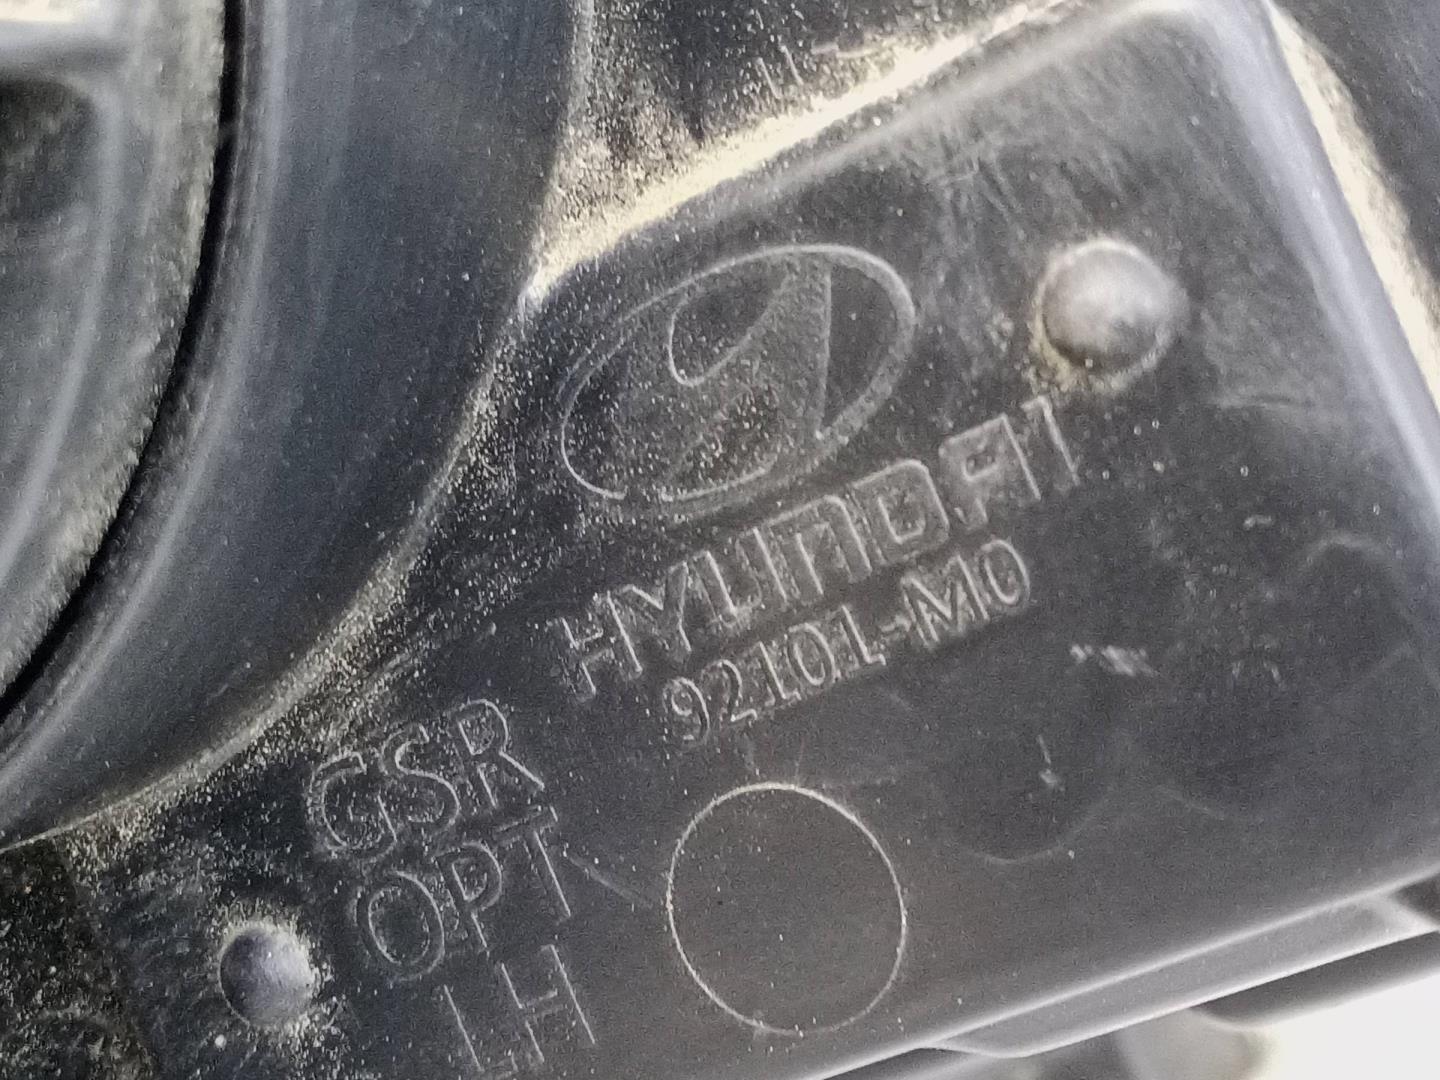 HYUNDAI
92101-M0
GSR
OPT
LH